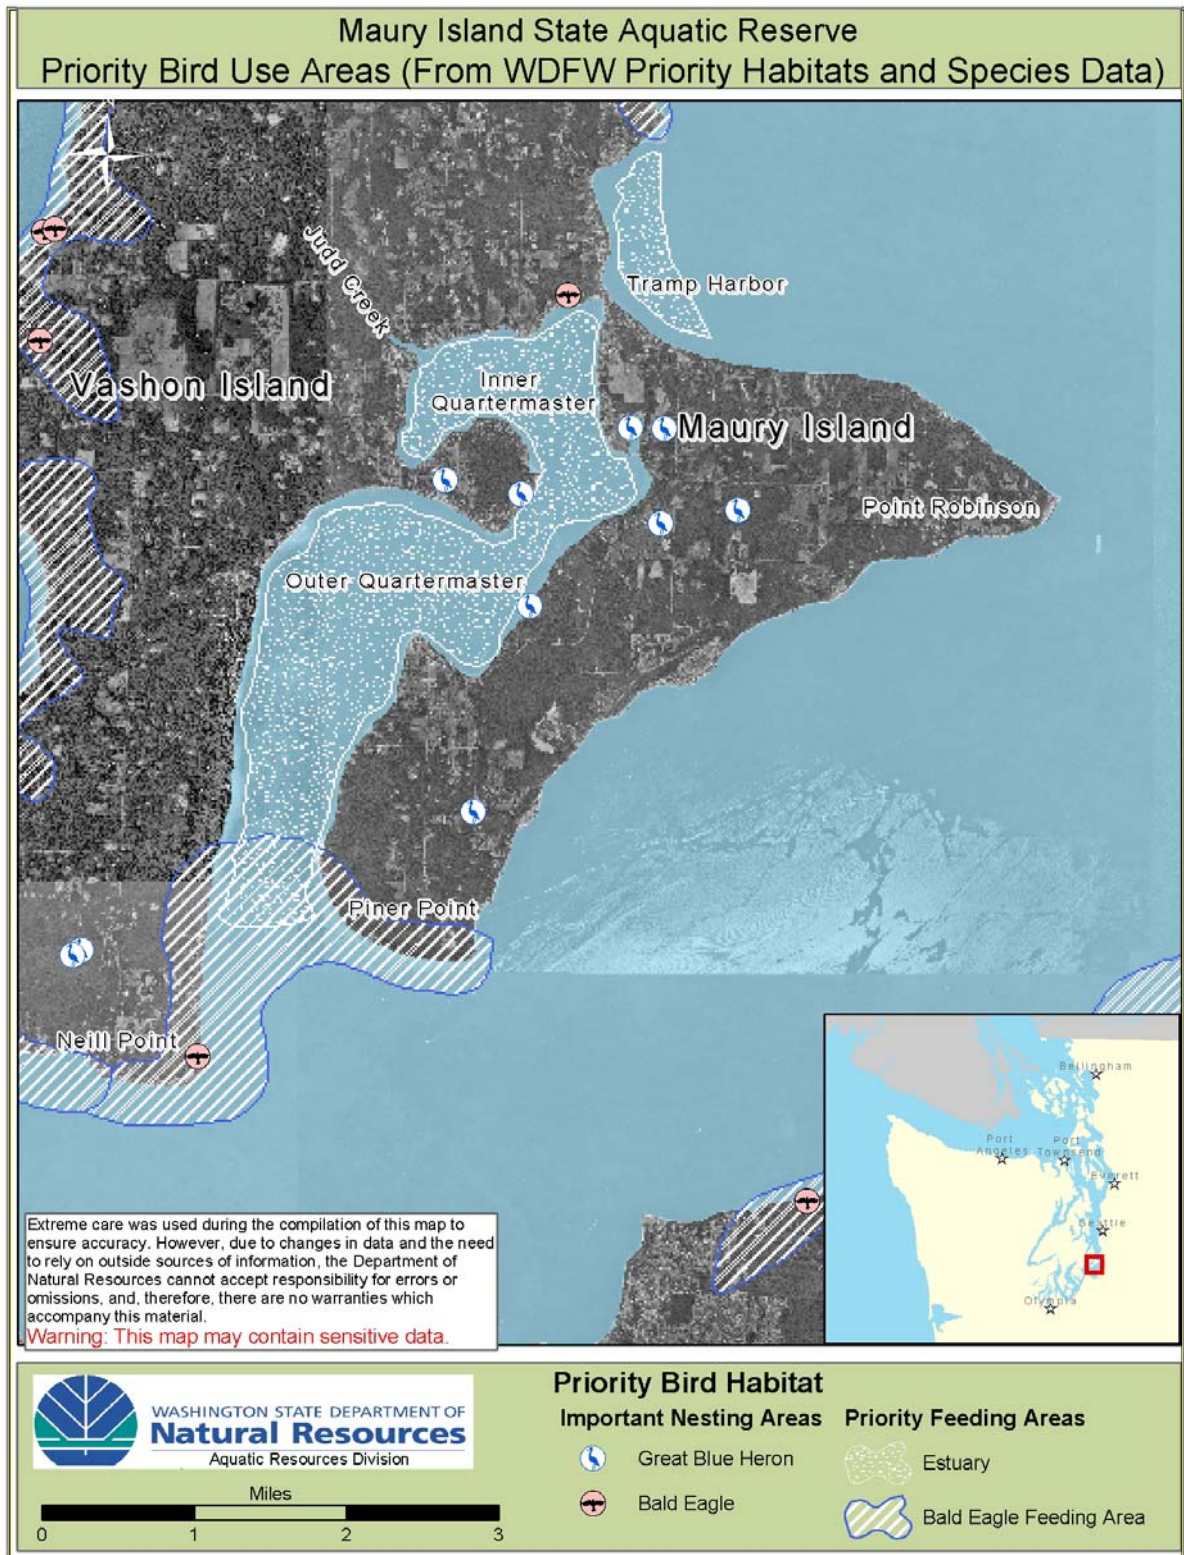 Maury Island State Aquatic Reserve
Priority Bird Use Areas (From WDFW Priority Habitats and Species Data)
Judd Creek
Tramp Harbor
Vashon Island
Inner
Quartermaster
Maury Island
Point Robinson
Outer Quartermaster
Piner Point
Neill Point
Bellingham
Port
Angeles
Port
Townsend
Everett
Seattle
Olympia
Extreme care was used during the compilation of this map to
ensure accuracy. However, due to changes in data and the need
to rely on outside sources of information, the Department of
Natural Resources cannot accept responsibility for errors or
omissions, and, therefore, there are no warranties which
accompany this material.
Warning: This map may contain sensitive data.
WASHINGTON STATE DEPARTMENT OF
Natural Resources
Aquatic Resources Division
Miles
0 1 2 3
Priority Bird Habitat
Important Nesting Areas
Great Blue Heron
Bald Eagle
Priority Feeding Areas
Estuary
Bald Eagle Feeding Area